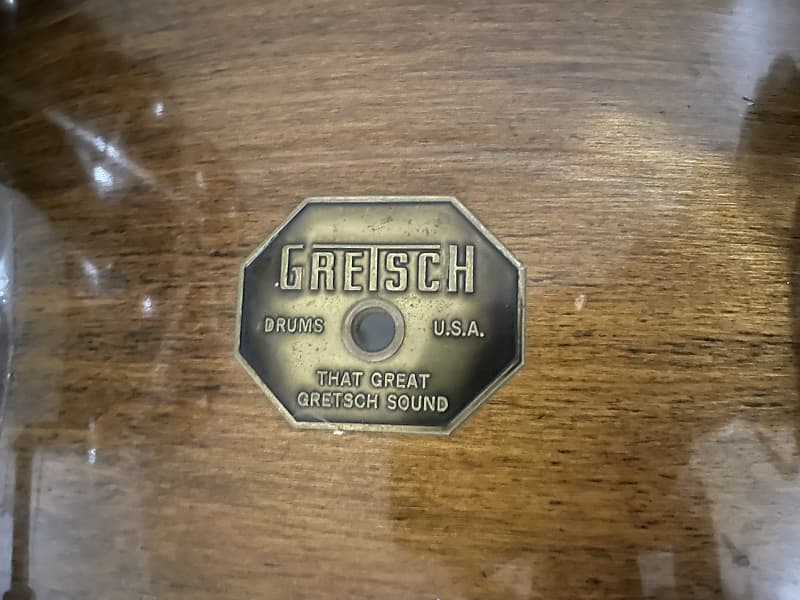 GRETSCH
DRUMS U.S.A.
THAT GREAT
GRETSCH SOUND